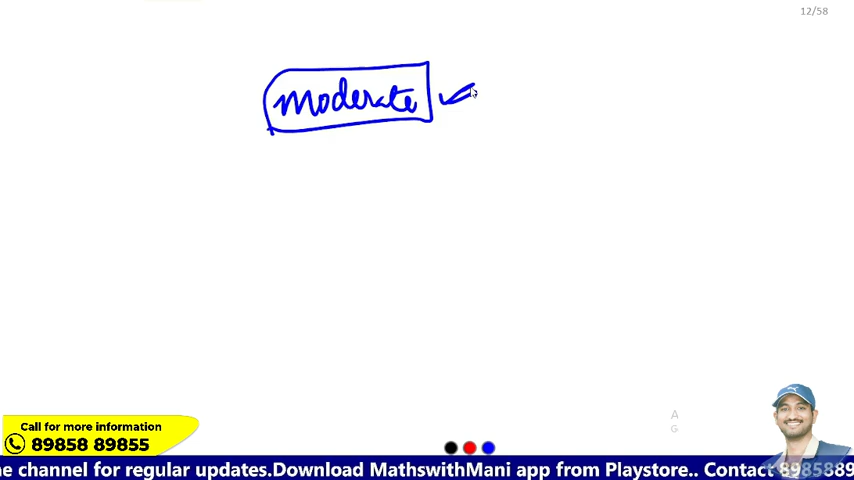 12/58
moderate
A
G
Call for more information
89858 89855
he channel for regular updates.Download MathswithMani app from Playstore.. Contact 8985889